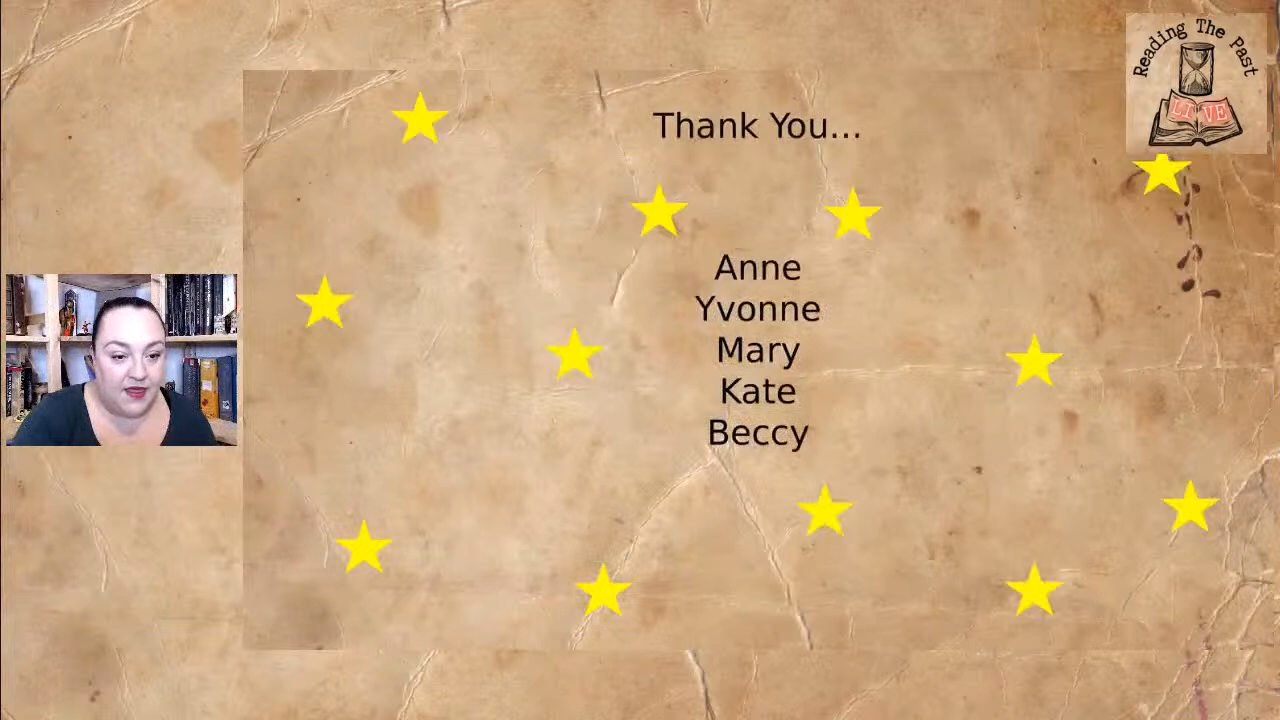 Reading The Past
LIVE
Thank You...
Anne
Yvonne
Mary
Kate
Beccy